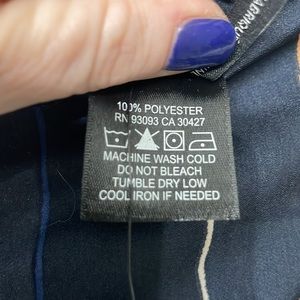 100% POLYESTER
RN 93093 CA 30427
MACHINE WASH COLD
DO NOT BLEACH
TUMBLE DRY LOW
COOL IRON IF NEEDED